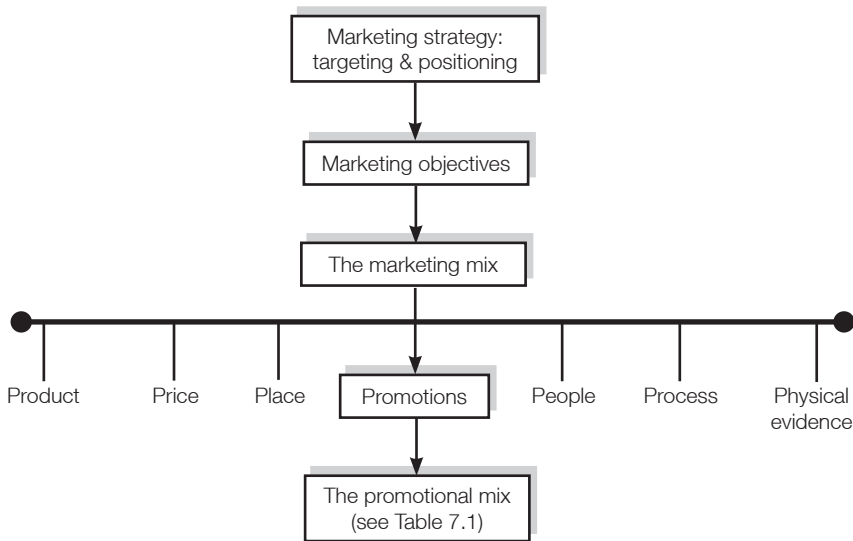 Marketing strategy:
targeting & positioning
Marketing objectives
The marketing mix
Product
Price
Place
Promotions
People
Process
Physical
evidence
The promotional mix
(see Table 7.1)